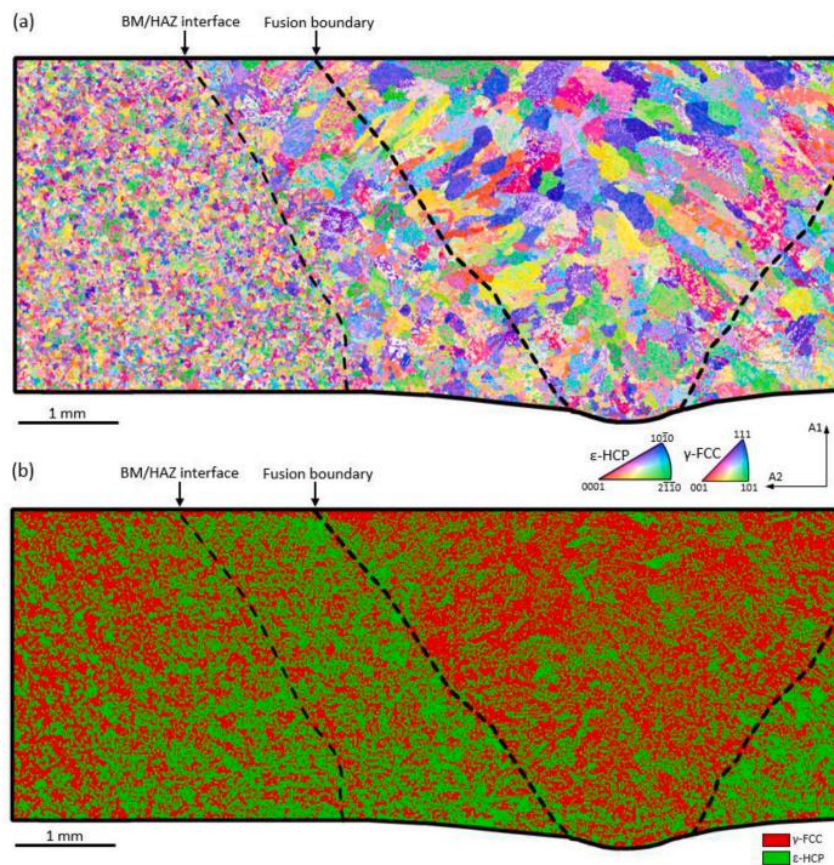 (a)
BM/HAZ interface Fusion boundary
1 mm
ε-HCP
0001
101̄0
21̄1̄0
γ-FCC
001
111
101
A1
A2
(b)
BM/HAZ interface Fusion boundary
1 mm
γ-FCC
ε-HCP